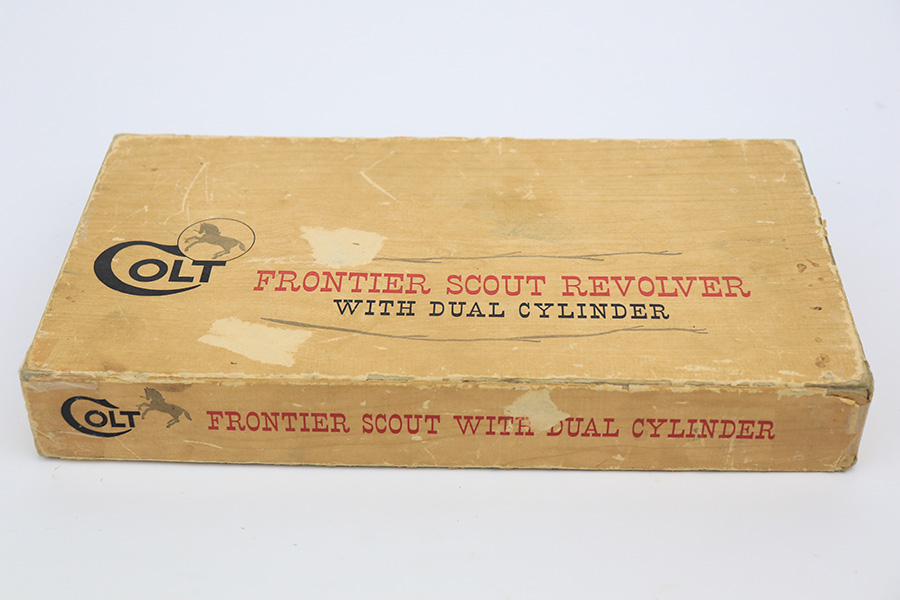 COLT
FRONTIER SCOUT REVOLVER
WITH DUAL CYLINDER
COLT
FRONTIER SCOUT WITH DUAL CYLINDER